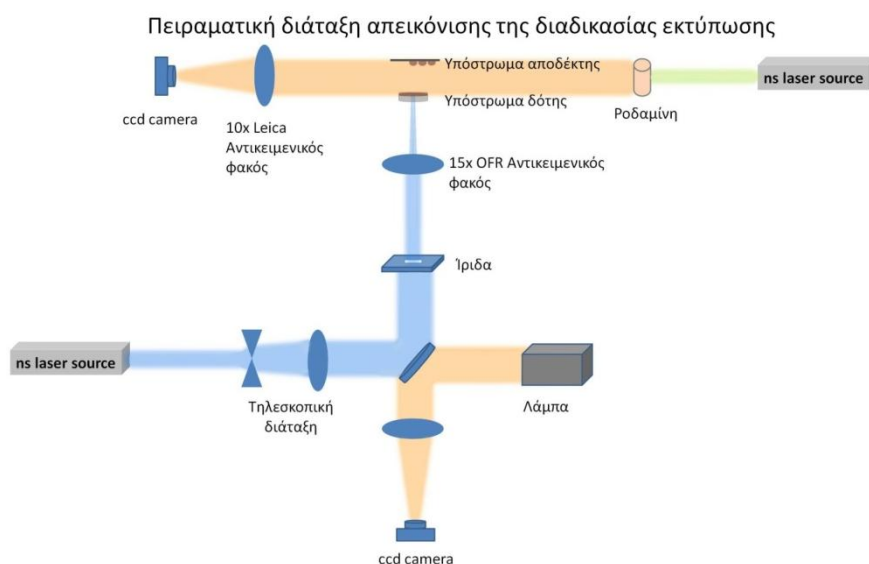 Πειραματική διάταξη απεικόνισης της διαδικασίας εκτύπωσης
Υπόστρωμα αποδέκτης
ns laser source
Υπόστρωμα δότης
Ροδαμίνη
ccd camera
10x Leica
Αντικειμενικός
φακός
15x OFR Αντικειμενικός
φακός
Ίριδα
ns laser source
Τηλεσκοπική
διάταξη
Λάμπα
ccd camera